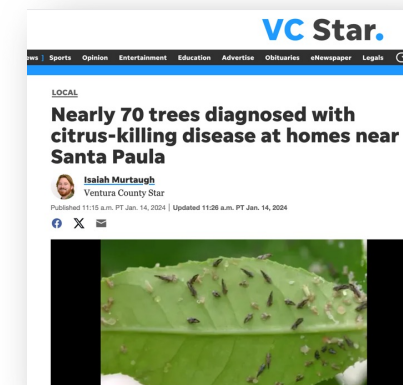 VC Star.
ews Sports Opinion Entertainment Education Advertise Obituaries eNewspaper Legals
LOCAL
Nearly 70 trees diagnosed with
citrus-killing disease at homes near
Santa Paula
Isaiah Murtaugh
Ventura County Star
Published 11:15 a.m. PT Jan. 14, 2024 | Updated 11:26 a.m. PT Jan. 14, 2024